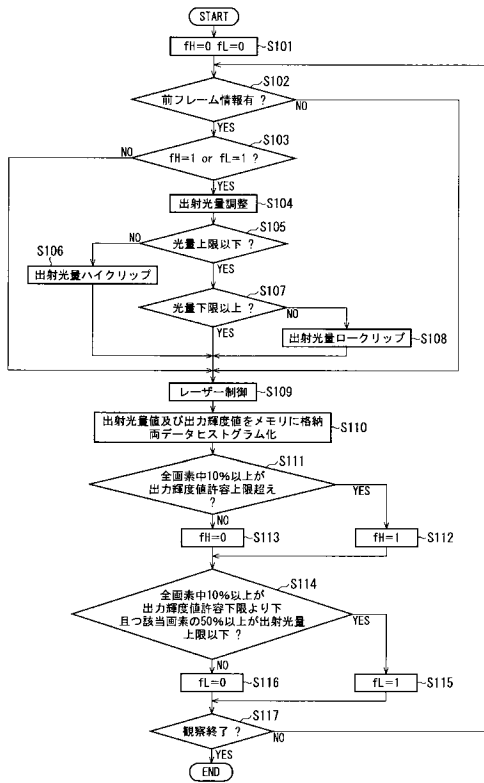 START
fH=0 fL=0
S101
S102
前フレーム情報有 ?
NO
YES
S103
NO
fH=1 or fL=1 ?
YES
S104
出射光量調整
S105
S106
NO
光量上限以下 ?
出射光量ハイクリップ
YES
S107
光量下限以上 ?
NO
YES
出射光量ロークリップ
S108
レーザー制御
S109
出射光量値及び出力輝度値をメモリに格納
両データヒストグラム化
S110
S111
全画素中10%以上が
出力輝度値許容上限超え
?
YES
NO
fH=0
S113
fH=1
S112
S114
全画素中10%以上が
出力輝度値許容下限より下
且つ該当画素の50%以上が出射光量
上限以下 ?
YES
NO
fL=0
S116
fL=1
S115
S117
観察終了 ?
NO
YES
END